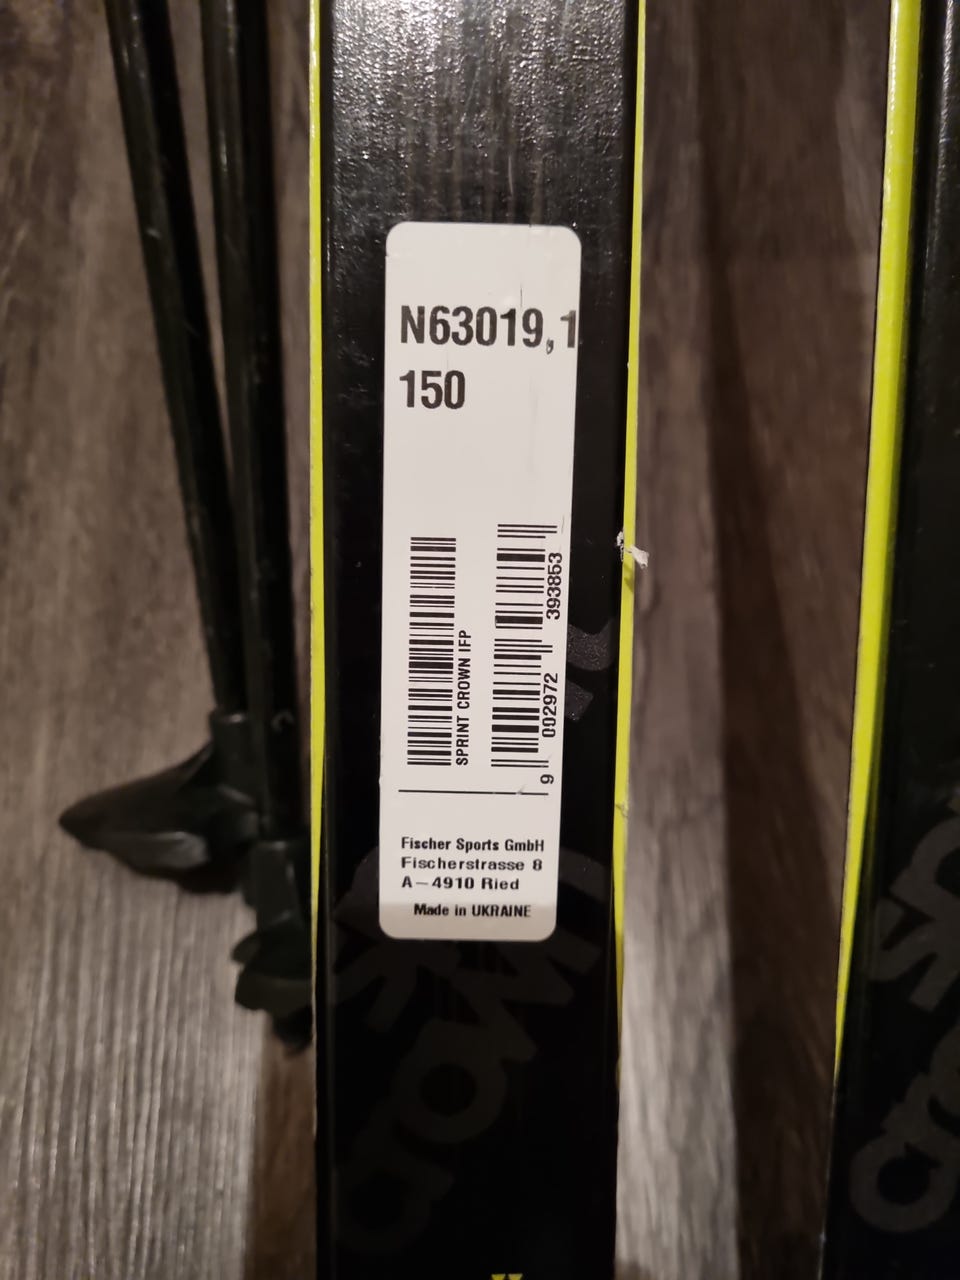 N63019,1
150
SPRINT CROWN IFP
9 002972 393853
Fischer Sports GmbH
Fischerstrasse 8
A-4910 Ried
Made in UKRAINE